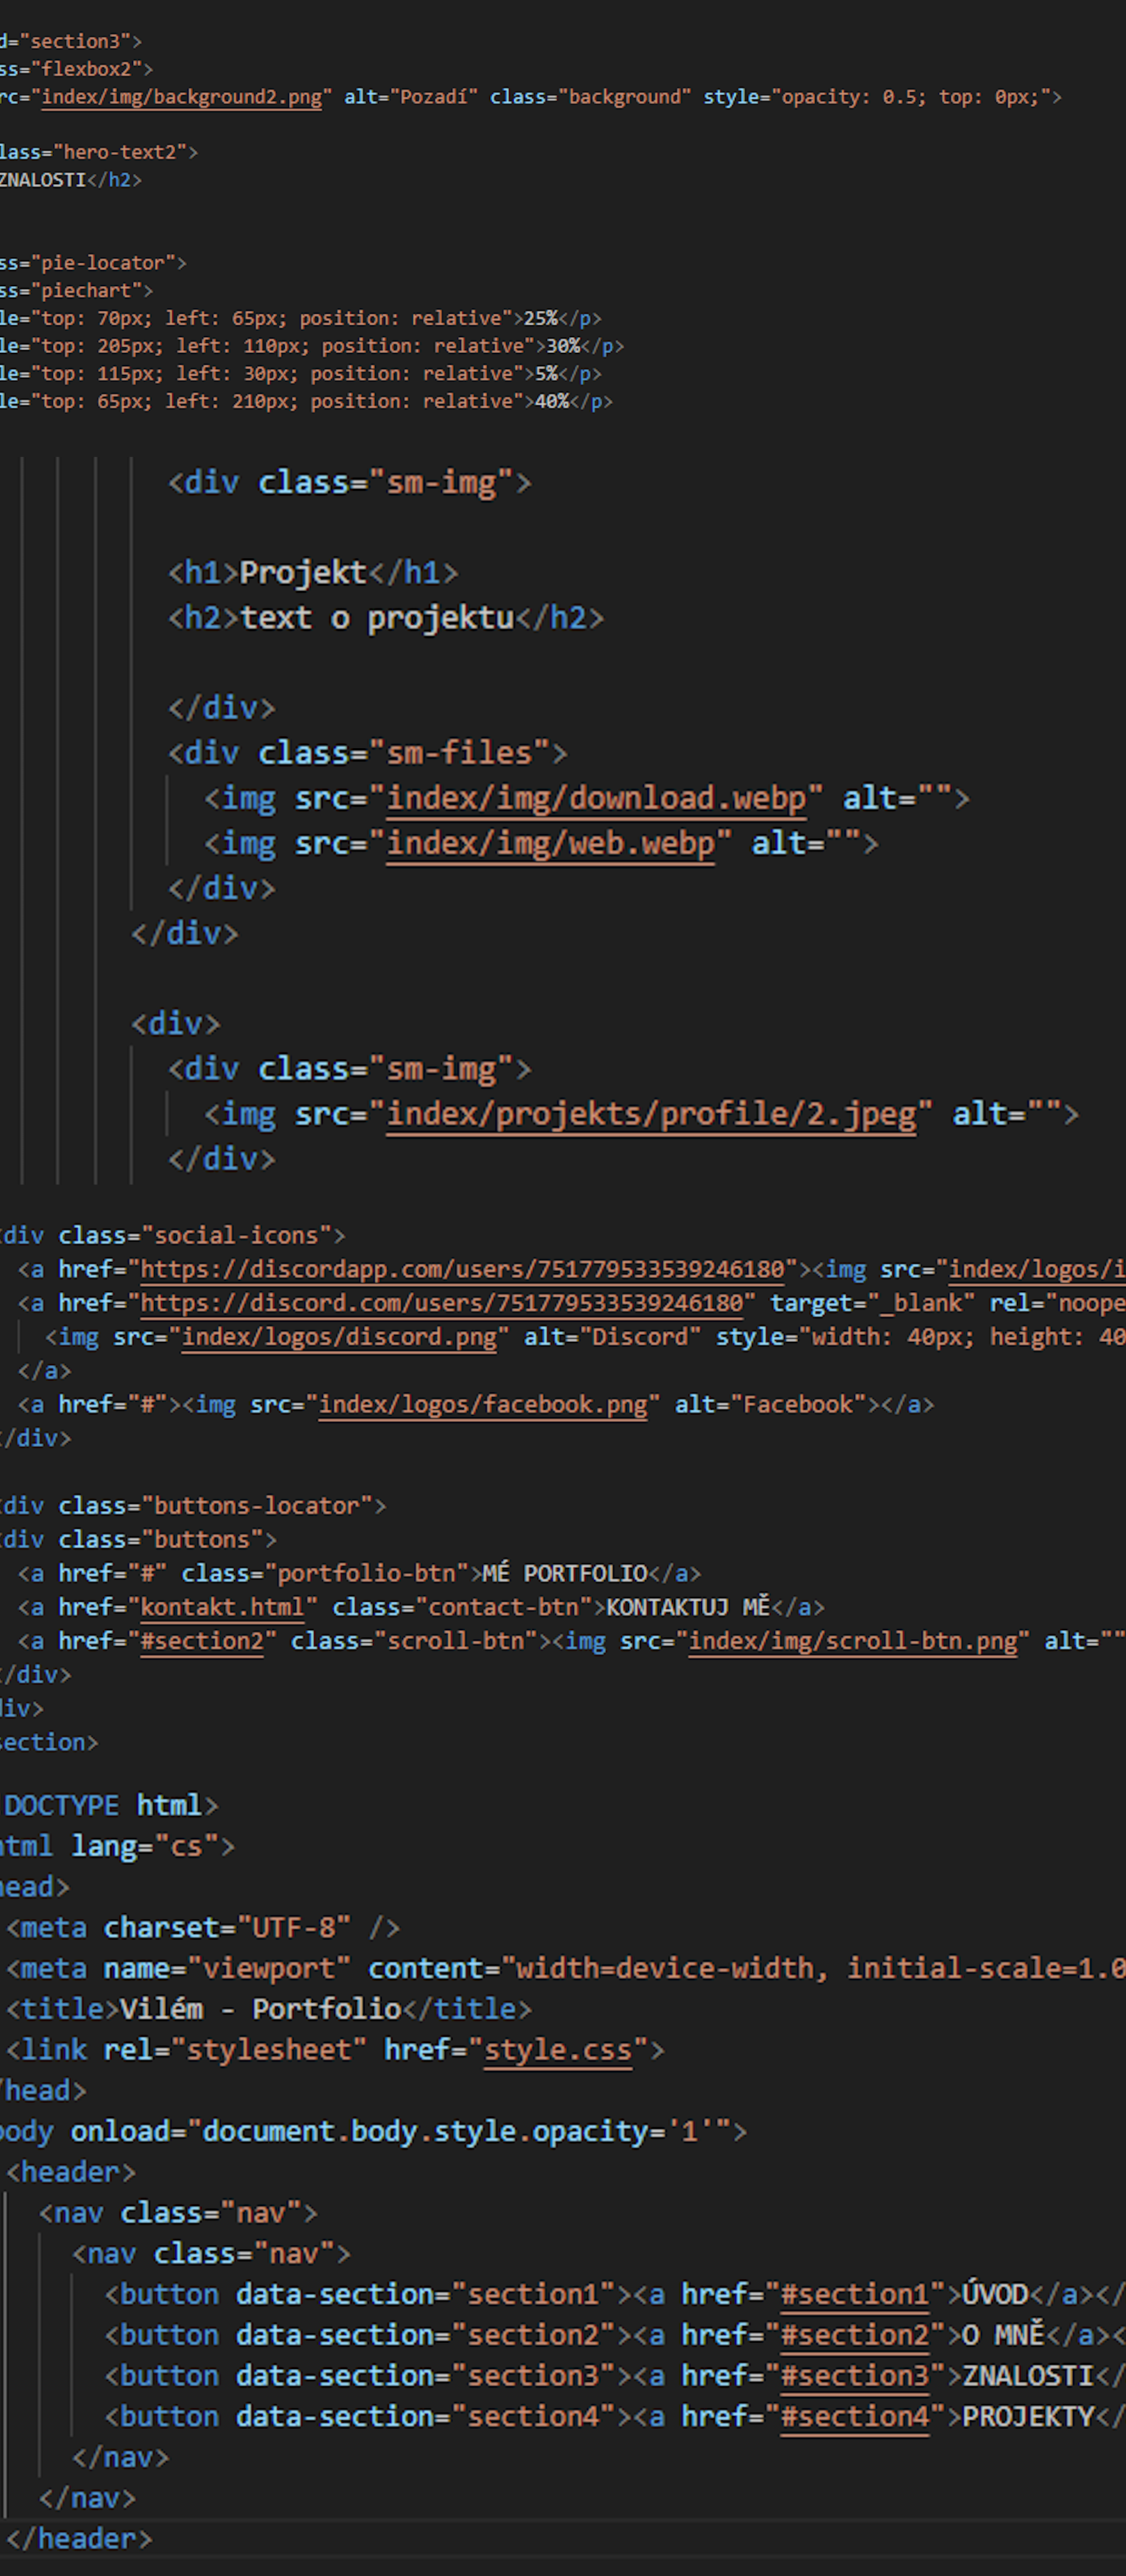 d="section3">
ss="flexbox2">
rc="index/img/background2.png" alt="Pozadí" class="background" style="opacity: 0.5; top: 0px;">
lass="hero-text2">
ZNALOSTI</h2>
ss="pie-locator">
ss="piechart">
le="top: 70px; left: 65px; position: relative">25%</p>
le="top: 205px; left: 110px; position: relative">30%</p>
le="top: 115px; left: 30px; position: relative">5%</p>
le="top: 65px; left: 210px; position: relative">40%</p>
<div class="sm-img">
<h1>Projekt</h1>
<h2>text o projektu</h2>
</div>
<div class="sm-files">
<img src="index/img/download.webp" alt="">
<img src="index/img/web.webp" alt="">
</div>
</div>
<div>
<div class="sm-img">
<img src="index/projekts/profile/2.jpeg" alt="">
</div>
div class="social-icons">
<a href="https://discordapp.com/users/751779533539246180"><img src="index/logos/i
<a href="https://discord.com/users/751779533539246180" target="_blank" rel="noope
<img src="index/logos/discord.png" alt="Discord" style="width: 40px; height: 40
</a>
<a href="#"><img src="index/logos/facebook.png" alt="Facebook"></a>
/div>
div class="buttons-locator">
div class="buttons">
<a href="#" class="portfolio-btn">MÉ PORTFOLIO</a>
<a href="kontakt.html" class="contact-btn">KONTAKTUJ MĚ</a>
<a href="#section2" class="scroll-btn"><img src="index/img/scroll-btn.png" alt=""
/div>
div>
section>
DOCTYPE html>
html lang="cs">
head>
<meta charset="UTF-8" />
<meta name="viewport" content="width=device-width, initial-scale=1.0
<title>Vilém - Portfolio</title>
<link rel="stylesheet" href="style.css">
/head>
body onload="document.body.style.opacity='1'">
<header>
<nav class="nav">
<nav class="nav">
<button data-section="section1"><a href="#section1">ÚVOD</a></
<button data-section="section2"><a href="#section2">O MNĚ</a><
<button data-section="section3"><a href="#section3">ZNALOSTI</
<button data-section="section4"><a href="#section4">PROJEKTY</
</nav>
</nav>
</header>